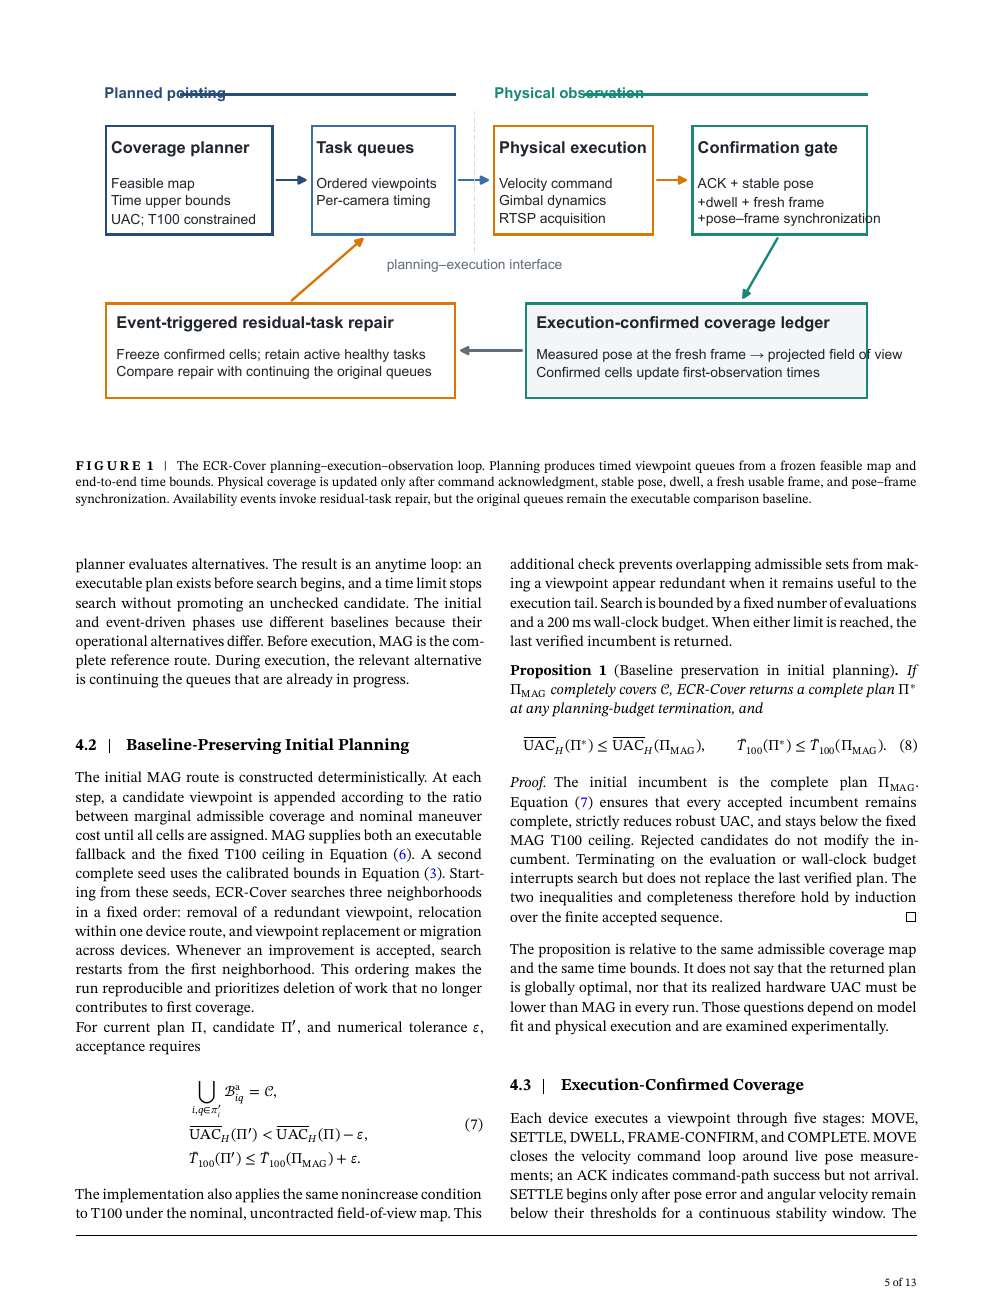 Planned pointing
Physical observation
Coverage planner
Feasible map
Time upper bounds
UAC; T100 constrained
Task queues
Ordered viewpoints
Per-camera timing
Physical execution
Velocity command
Gimbal dynamics
RTSP acquisition
Confirmation gate
ACK + stable pose
+dwell + fresh frame
+pose–frame synchronization
planning–execution interface
Event-triggered residual-task repair
Freeze confirmed cells; retain active healthy tasks
Compare repair with continuing the original queues
Execution-confirmed coverage ledger
Measured pose at the fresh frame → projected field of view
Confirmed cells update first-observation times
FIGURE 1 | The ECR-Cover planning–execution–observation loop. Planning produces timed viewpoint queues from a frozen feasible map and
end-to-end time bounds. Physical coverage is updated only after command acknowledgment, stable pose, dwell, a fresh usable frame, and pose–frame
synchronization. Availability events invoke residual-task repair, but the original queues remain the executable comparison baseline.
planner evaluates alternatives. The result is an anytime loop: an
executable plan exists before search begins, and a time limit stops
search without promoting an unchecked candidate. The initial
and event-driven phases use different baselines because their
operational alternatives differ. Before execution, MAG is the com-
plete reference route. During execution, the relevant alternative
is continuing the queues that are already in progress.
4.2 | Baseline-Preserving Initial Planning
The initial MAG route is constructed deterministically. At each
step, a candidate viewpoint is appended according to the ratio
between marginal admissible coverage and nominal maneuver
cost until all cells are assigned. MAG supplies both an executable
fallback and the fixed T100 ceiling in Equation (6). A second
complete seed uses the calibrated bounds in Equation (3). Start-
ing from these seeds, ECR-Cover searches three neighborhoods
in a fixed order: removal of a redundant viewpoint, relocation
within one device route, and viewpoint replacement or migration
across devices. Whenever an improvement is accepted, search
restarts from the first neighborhood. This ordering makes the
run reproducible and prioritizes deletion of work that no longer
contributes to first coverage.
For current plan Π, candidate Π′, and numerical tolerance ε,
acceptance requires
⋃_{i,q∈π′_i} ℬ^a_{iq} = 𝒞,
U̅A̅C̅_H(Π′) < U̅A̅C̅_H(Π) − ε, (7)
T̄_100(Π′) ≤ T̄_100(Π_MAG) + ε.
The implementation also applies the same nonincrease condition
to T100 under the nominal, uncontracted field-of-view map. This
additional check prevents overlapping admissible sets from mak-
ing a viewpoint appear redundant when it remains useful to the
execution tail. Search is bounded by a fixed number of evaluations
and a 200 ms wall-clock budget. When either limit is reached, the
last verified incumbent is returned.
Proposition 1 (Baseline preservation in initial planning). If
Π_MAG completely covers 𝒞, ECR-Cover returns a complete plan Π*
at any planning-budget termination, and
U̅A̅C̅_H(Π*) ≤ U̅A̅C̅_H(Π_MAG), T̄_100(Π*) ≤ T̄_100(Π_MAG). (8)
Proof. The initial incumbent is the complete plan Π_MAG.
Equation (7) ensures that every accepted incumbent remains
complete, strictly reduces robust UAC, and stays below the fixed
MAG T100 ceiling. Rejected candidates do not modify the in-
cumbent. Terminating on the evaluation or wall-clock budget
interrupts search but does not replace the last verified plan. The
two inequalities and completeness therefore hold by induction
over the finite accepted sequence. □
The proposition is relative to the same admissible coverage map
and the same time bounds. It does not say that the returned plan
is globally optimal, nor that its realized hardware UAC must be
lower than MAG in every run. Those questions depend on model
fit and physical execution and are examined experimentally.
4.3 | Execution-Confirmed Coverage
Each device executes a viewpoint through five stages: MOVE,
SETTLE, DWELL, FRAME-CONFIRM, and COMPLETE. MOVE
closes the velocity command loop around live pose measure-
ments; an ACK indicates command-path success but not arrival.
SETTLE begins only after pose error and angular velocity remain
below their thresholds for a continuous stability window. The
5 of 13